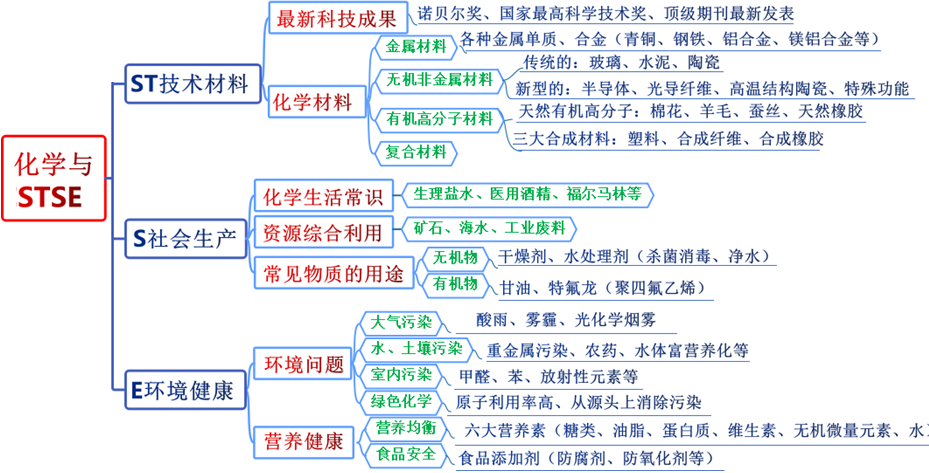 化学与
STSE
ST技术材料
最新科技成果
诺贝尔奖、国家最高科学技术奖、顶级期刊最新发表
化学材料
金属材料
各种金属单质、合金（青铜、钢铁、铝合金、镁铝合金等）
无机非金属材料
传统的：玻璃、水泥、陶瓷
新型的：半导体、光导纤维、高温结构陶瓷、特殊功能
有机高分子材料
天然有机高分子：棉花、羊毛、蚕丝、天然橡胶
三大合成材料：塑料、合成纤维、合成橡胶
复合材料
S社会生产
化学生活常识
生理盐水、医用酒精、福尔马林等
资源综合利用
矿石、海水、工业废料
常见物质的用途
无机物
干燥剂、水处理剂（杀菌消毒、净水）
有机物
甘油、特氟龙（聚四氟乙烯）
E环境健康
环境问题
大气污染
酸雨、雾霾、光化学烟雾
水、土壤污染
重金属污染、农药、水体富营养化等
室内污染
甲醛、苯、放射性元素等
绿色化学
原子利用率高、从源头上消除污染
营养健康
营养均衡
六大营养素（糖类、油脂、蛋白质、维生素、无机微量元素、水）
食品安全
食品添加剂（防腐剂、防氧化剂等）